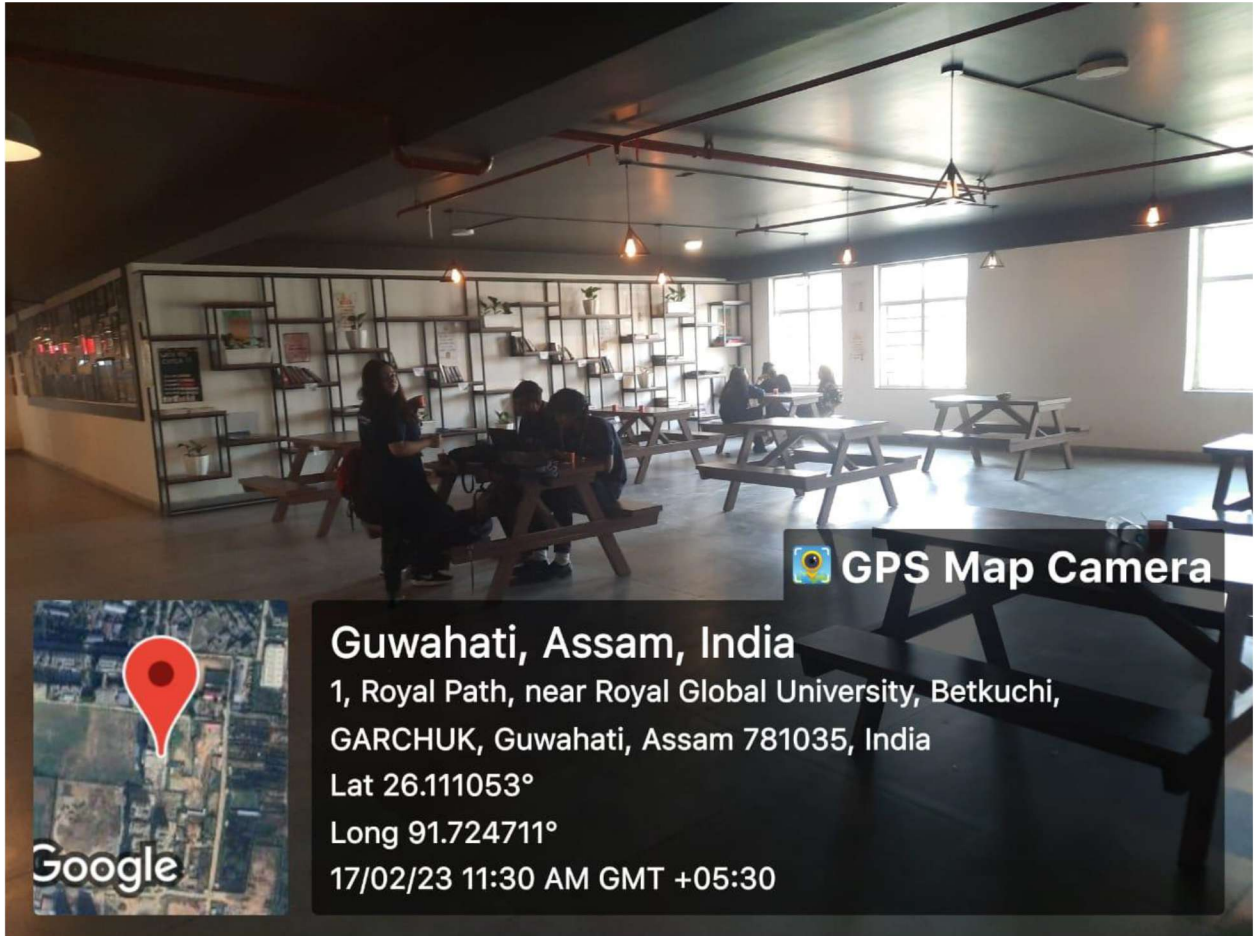 GPS Map Camera
Guwahati, Assam, India
1, Royal Path, near Royal Global University, Betkuchi,
GARCHUK, Guwahati, Assam 781035, India
Lat 26.111053°
Long 91.724711°
17/02/23 11:30 AM GMT +05:30
Google